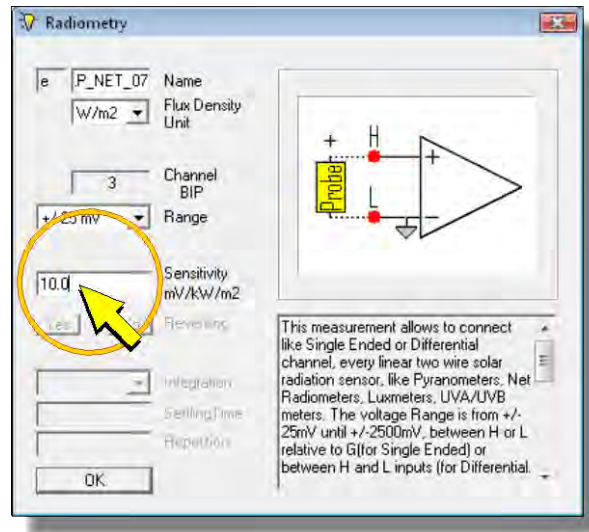 Radiometry
e P_NET_07 Name
W/m2 Flux Density
Unit
3 Channel
BIP
+/-25 mV Range
10.0 Sensitivity
mV/kW/m2
Reversing
Integration
SettlingTime
Repetition
OK
+ H
+
Probe
L
This measurement allows to connect
like Single Ended or Differential
channel, every linear two wire solar
radiation sensor, like Pyranometers, Net
Radiometers, Luxmeters, UVA/UVB
meters. The voltage Range is from +/-
25mV until +/-2500mV, between H or L
relative to G(for Single Ended) or
between H and L inputs (for Differential.